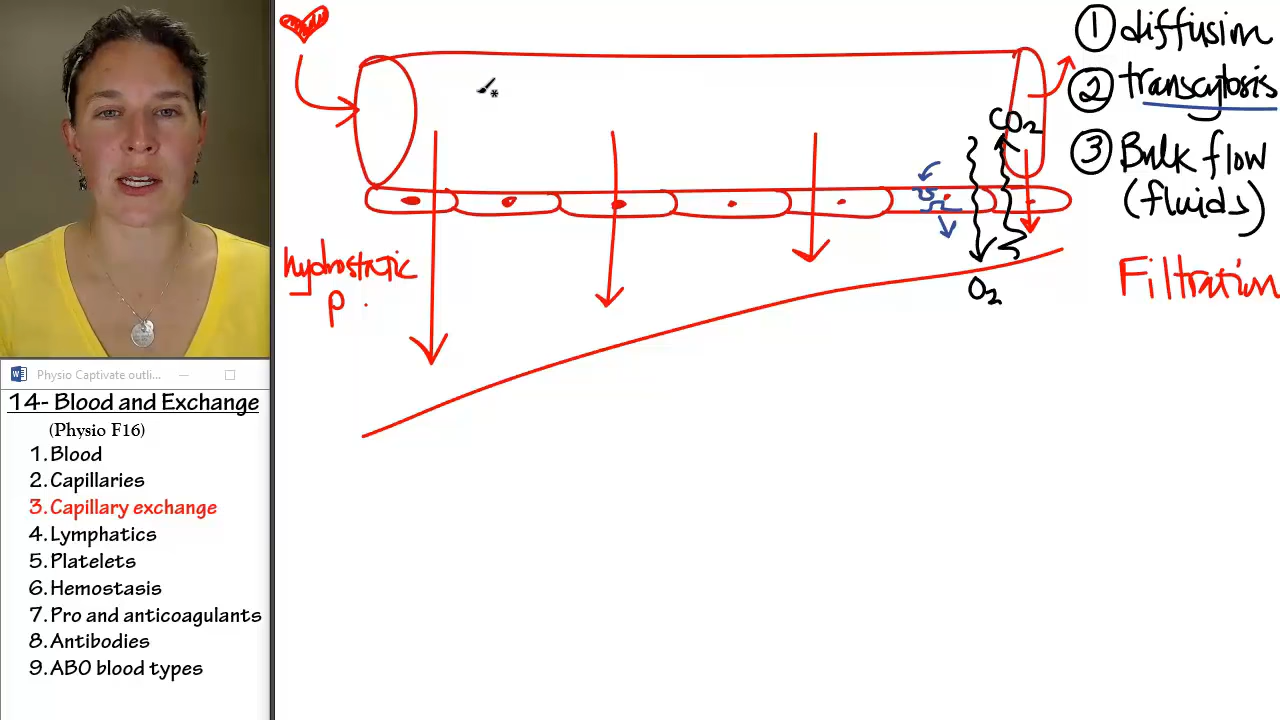 Physio Captivate outli...
14- Blood and Exchange
(Physio F16)
1. Blood
2. Capillaries
3. Capillary exchange
4. Lymphatics
5. Platelets
6. Hemostasis
7. Pro and anticoagulants
8. Antibodies
9. ABO blood types
CO2
O2
hydrostatic
P.
① diffusion
② transcytosis
③ Bulk flow
(fluids)
Filtration